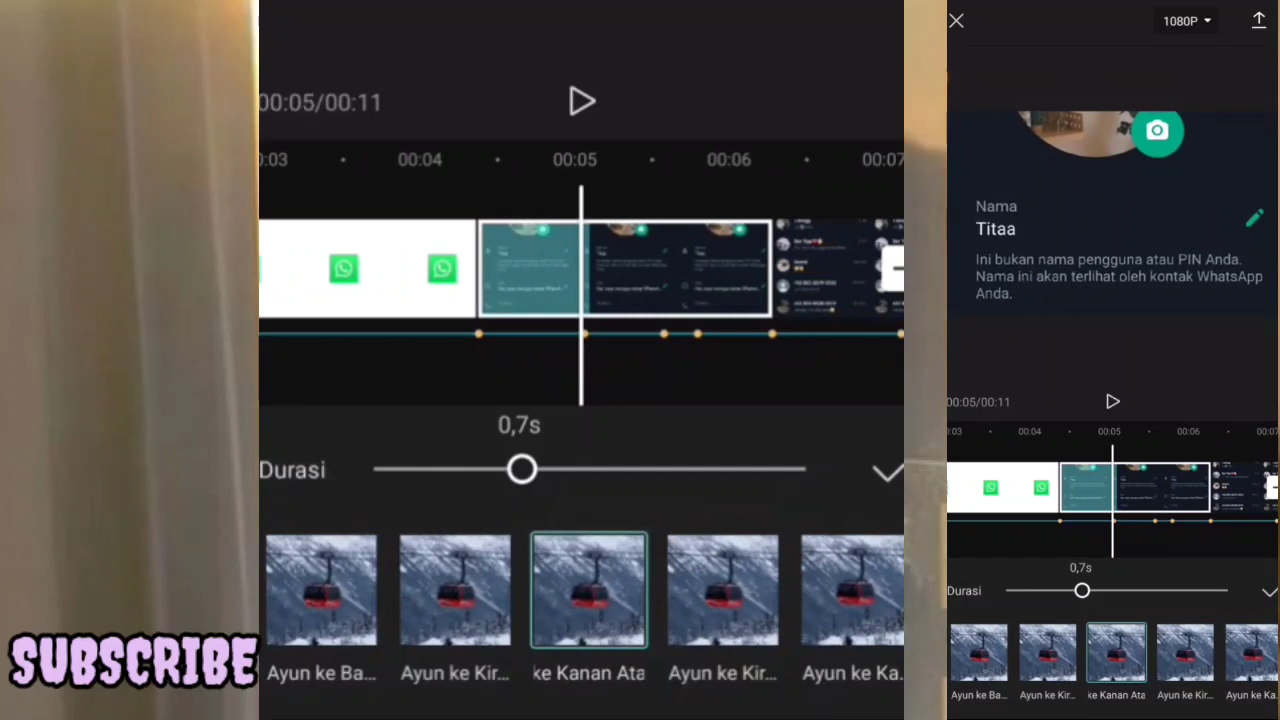 00:05/00:11
0:03
00:04
00:05
00:06
00:07
Titaa
0,7s
Durasi
Ayun ke Ba...
Ayun ke Kir...
ke Kanan Ata
Ayun ke Kir...
Ayun ke Ka
SUBSCRIBE
1080P
Nama
Titaa
Ini bukan nama pengguna atau PIN Anda.
Nama ini akan terlihat oleh kontak WhatsApp
Anda.
00:05/00:11
:03
00:04
00:05
00:06
00:07
0,7s
Durasi
Ayun ke Ba...
Ayun ke Kir...
ke Kanan Ata
Ayun ke Kir...
Ayun ke Ka.